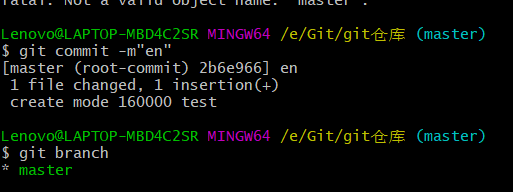 fatal: Not a valid object name: 'master'.
Lenovo@LAPTOP-MBD4C2SR MINGW64 /e/Git/git仓库 (master)
$ git commit -m"en"
[master (root-commit) 2b6e966] en
1 file changed, 1 insertion(+)
create mode 160000 test
Lenovo@LAPTOP-MBD4C2SR MINGW64 /e/Git/git仓库 (master)
$ git branch
* master